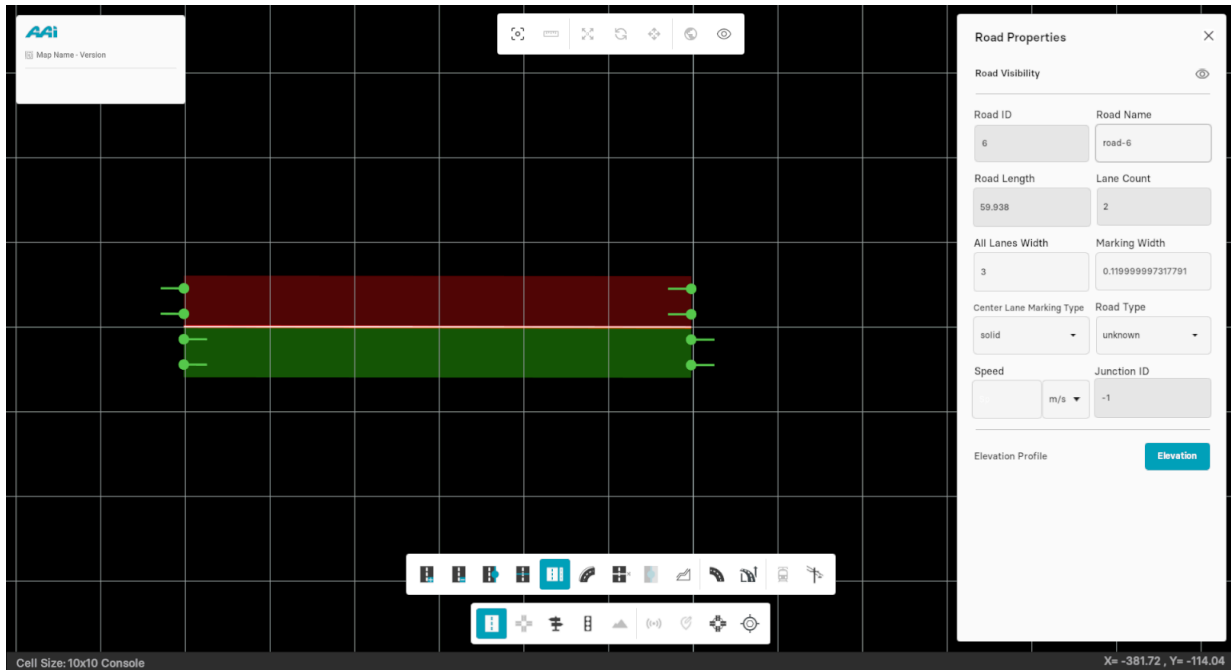 AAi
Map Name - Version
Road Properties
Road Visibility
Road ID
Road Name
6
road-6
Road Length
Lane Count
59.938
2
All Lanes Width
Marking Width
3
0.119999997317791
Center Lane Marking Type
Road Type
solid
unknown
Speed
Junction ID
m/s
-1
Elevation Profile
Elevation
Cell Size: 10x10 Console
X= -381.72 , Y= -114.04